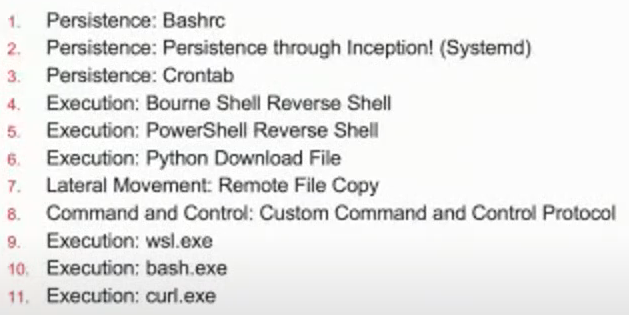 1. Persistence: Bashrc
2. Persistence: Persistence through Inception! (Systemd)
3. Persistence: Crontab
4. Execution: Bourne Shell Reverse Shell
5. Execution: PowerShell Reverse Shell
6. Execution: Python Download File
7. Lateral Movement: Remote File Copy
8. Command and Control: Custom Command and Control Protocol
9. Execution: wsl.exe
10. Execution: bash.exe
11. Execution: curl.exe